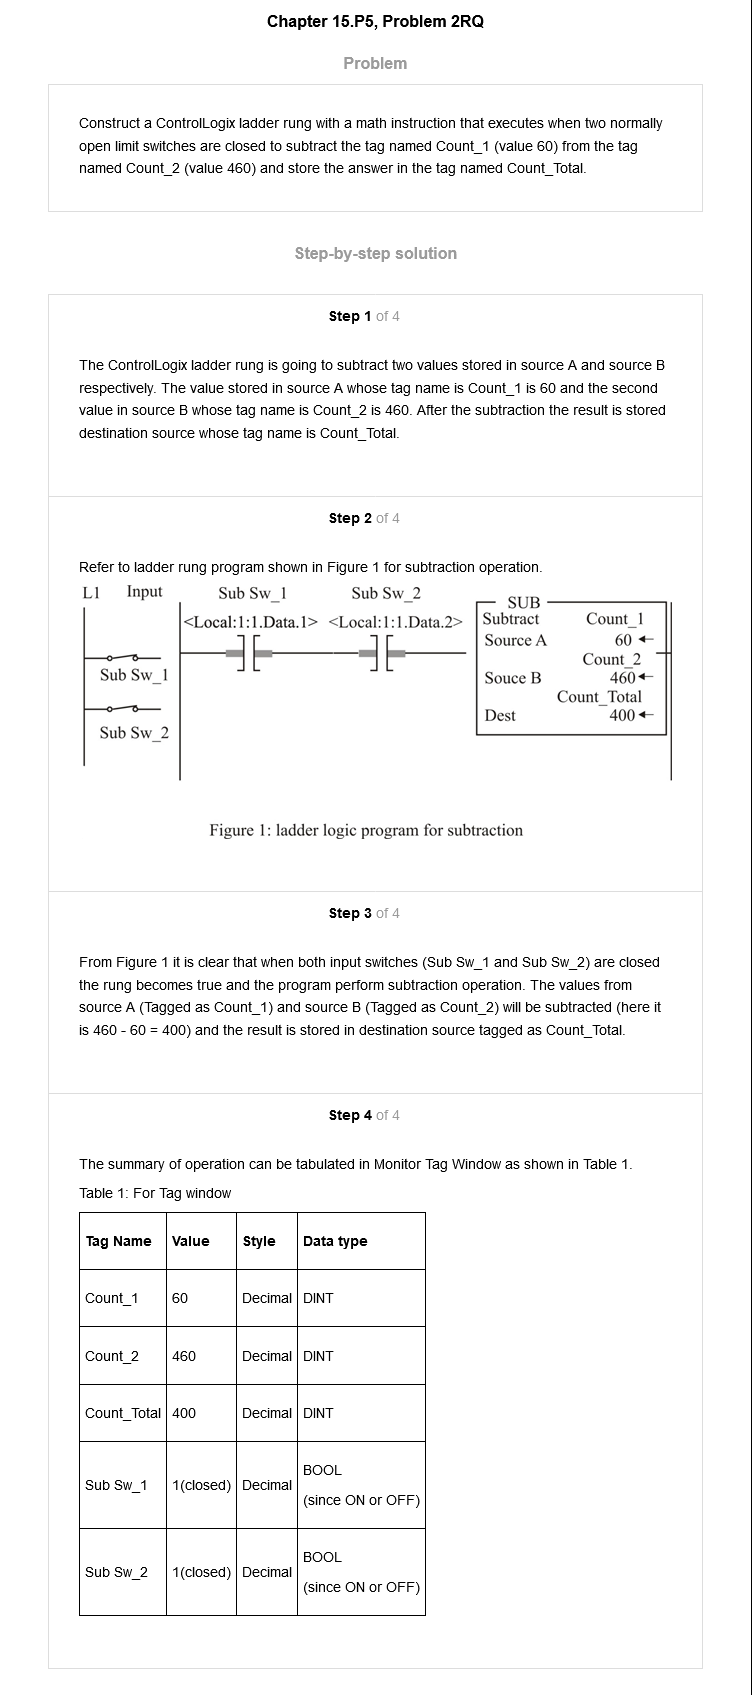 Chapter 15.P5, Problem 2RQ
Problem
Construct a ControlLogix ladder rung with a math instruction that executes when two normally
open limit switches are closed to subtract the tag named Count_1 (value 60) from the tag
named Count_2 (value 460) and store the answer in the tag named Count_Total.
Step-by-step solution
Step 1 of 4
The ControlLogix ladder rung is going to subtract two values stored in source A and source B
respectively. The value stored in source A whose tag name is Count_1 is 60 and the second
value in source B whose tag name is Count_2 is 460. After the subtraction the result is stored
destination source whose tag name is Count_Total.
Step 2 of 4
Refer to ladder rung program shown in Figure 1 for subtraction operation.
L1 Input Sub Sw_1 Sub Sw_2
SUB
<Local:1:1.Data.1> <Local:1:1.Data.2> Subtract Count_1
Source A 60
Count_2
Sub Sw_1 Souce B 460
Count_Total
Dest 400
Sub Sw_2
Figure 1: ladder logic program for subtraction
Step 3 of 4
From Figure 1 it is clear that when both input switches (Sub Sw_1 and Sub Sw_2) are closed
the rung becomes true and the program perform subtraction operation. The values from
source A (Tagged as Count_1) and source B (Tagged as Count_2) will be subtracted (here it
is 460 - 60 = 400) and the result is stored in destination source tagged as Count_Total.
Step 4 of 4
The summary of operation can be tabulated in Monitor Tag Window as shown in Table 1.
Table 1: For Tag window
Tag Name Value Style Data type
Count_1 60 Decimal DINT
Count_2 460 Decimal DINT
Count_Total 400 Decimal DINT
Sub Sw_1 1(closed) Decimal BOOL
(since ON or OFF)
Sub Sw_2 1(closed) Decimal BOOL
(since ON or OFF)